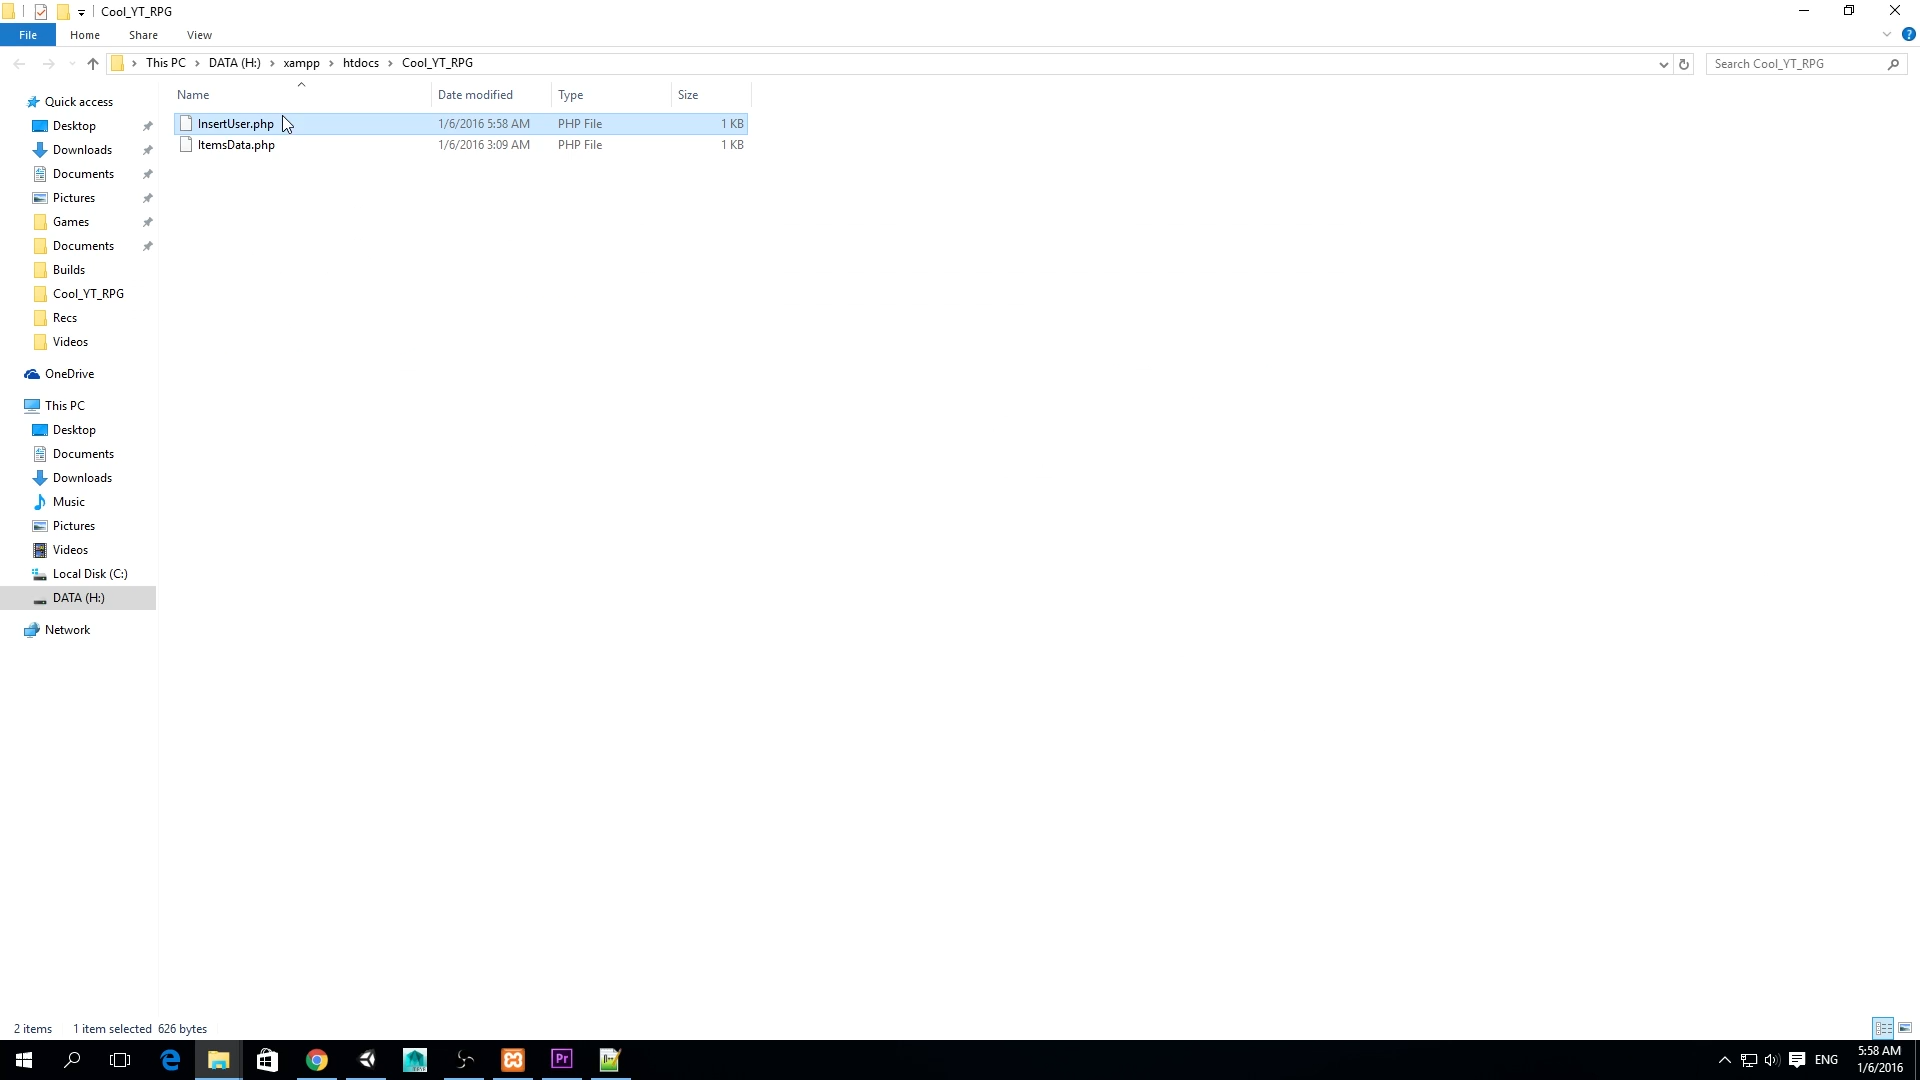 Cool_YT_RPG
File Home Share View
This PC DATA (H:) xampp htdocs Cool_YT_RPG
Search Cool_YT_RPG
Name Date modified Type Size
InsertUser.php 1/6/2016 5:58 AM PHP File 1 KB
ItemsData.php 1/6/2016 3:09 AM PHP File 1 KB
Quick access
Desktop
Downloads
Documents
Pictures
Games
Documents
Builds
Cool_YT_RPG
Recs
Videos
OneDrive
This PC
Desktop
Documents
Downloads
Music
Pictures
Videos
Local Disk (C:)
DATA (H:)
Network
2 items 1 item selected 626 bytes
Pr
ENG
5:58 AM
1/6/2016